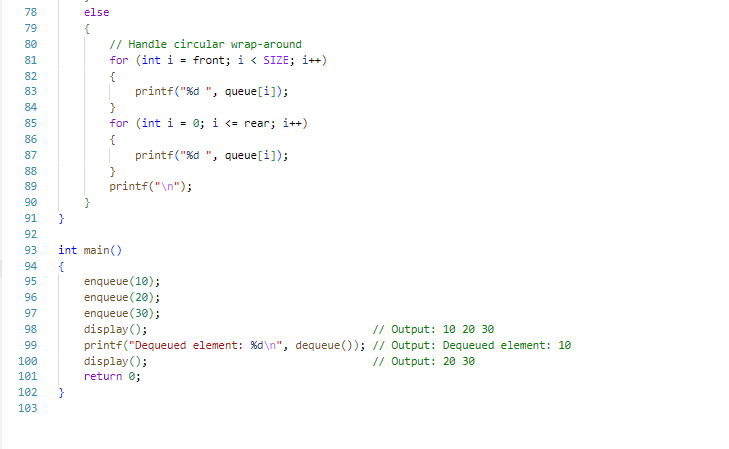 78 else
79 {
80 // Handle circular wrap-around
81 for (int i = front; i < SIZE; i++)
82 {
83 printf("%d ", queue[i]);
84 }
85 for (int i = 0; i <= rear; i++)
86 {
87 printf("%d ", queue[i]);
88 }
89 printf("\n");
90 }
91 }
92
93 int main()
94 {
95 enqueue(10);
96 enqueue(20);
97 enqueue(30);
98 display(); // Output: 10 20 30
99 printf("Dequeued element: %d\n", dequeue()); // Output: Dequeued element: 10
100 display(); // Output: 20 30
101 return 0;
102 }
103